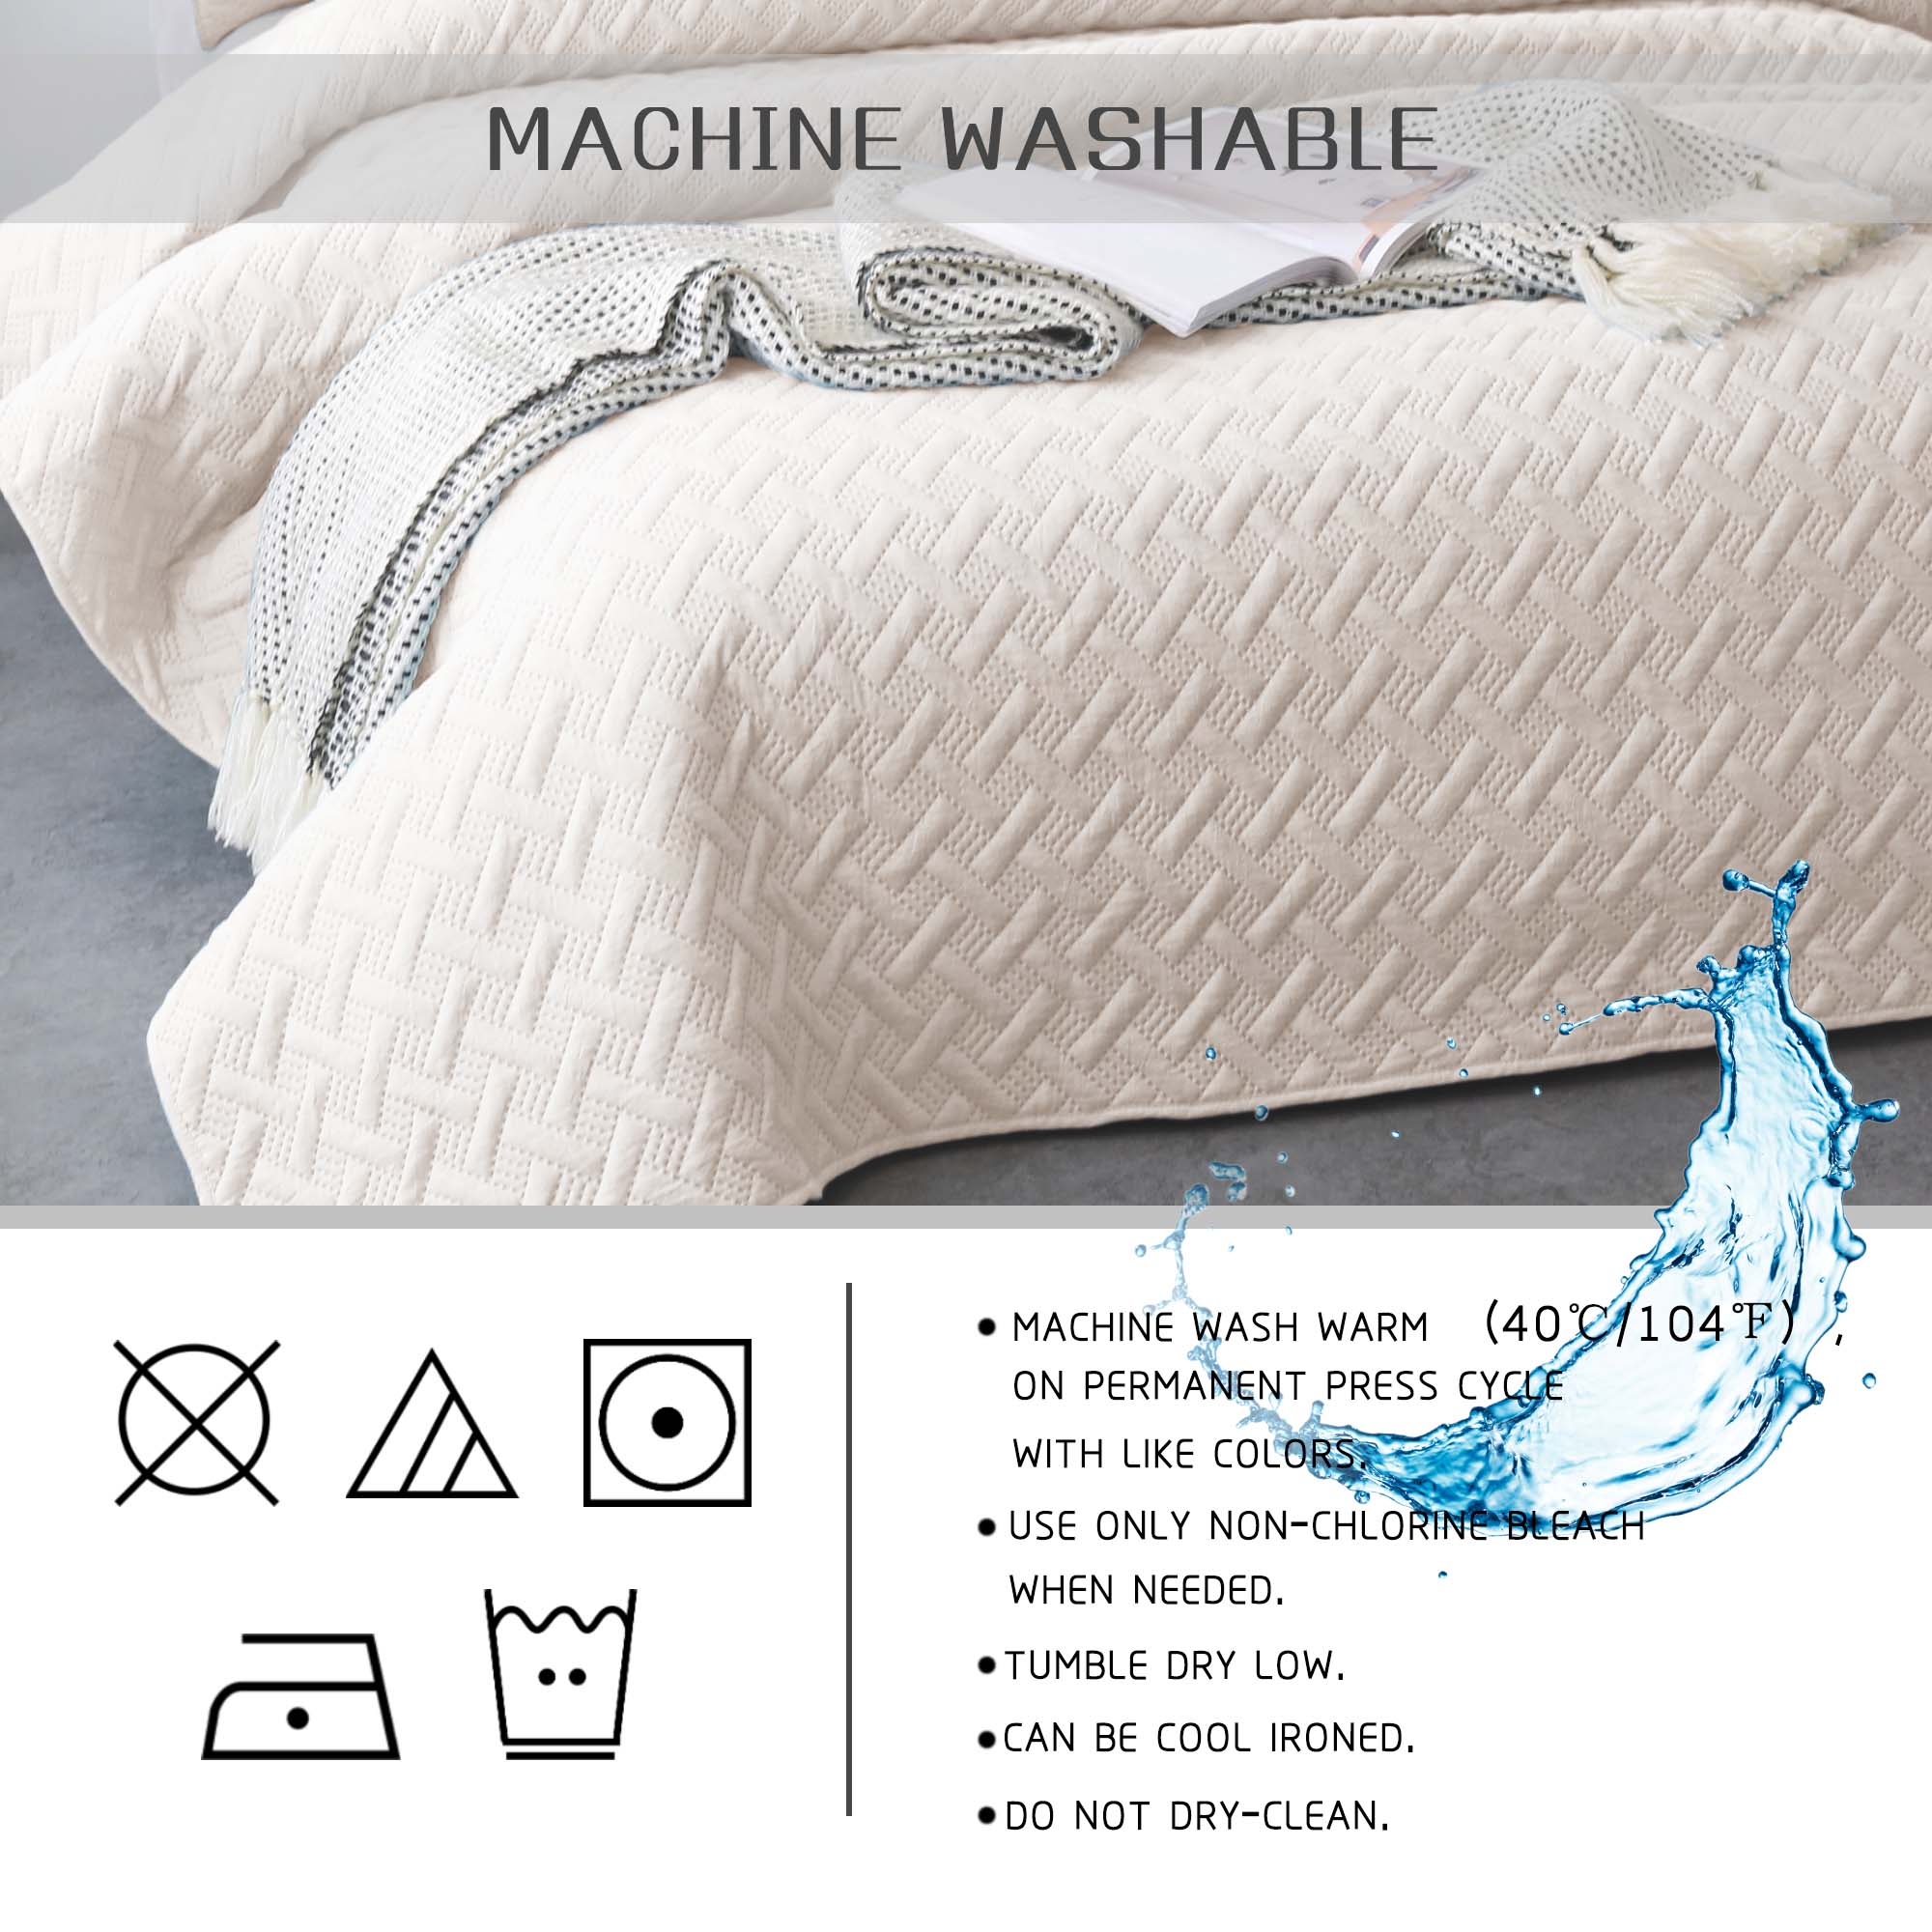 MACHINE WASHABLE
• MACHINE WASH WARM (40℃/104℉) ,
ON PERMANENT PRESS CYCLE
WITH LIKE COLORS.
• USE ONLY NON-CHLORINE BLEACH
WHEN NEEDED.
• TUMBLE DRY LOW.
• CAN BE COOL IRONED.
• DO NOT DRY-CLEAN.